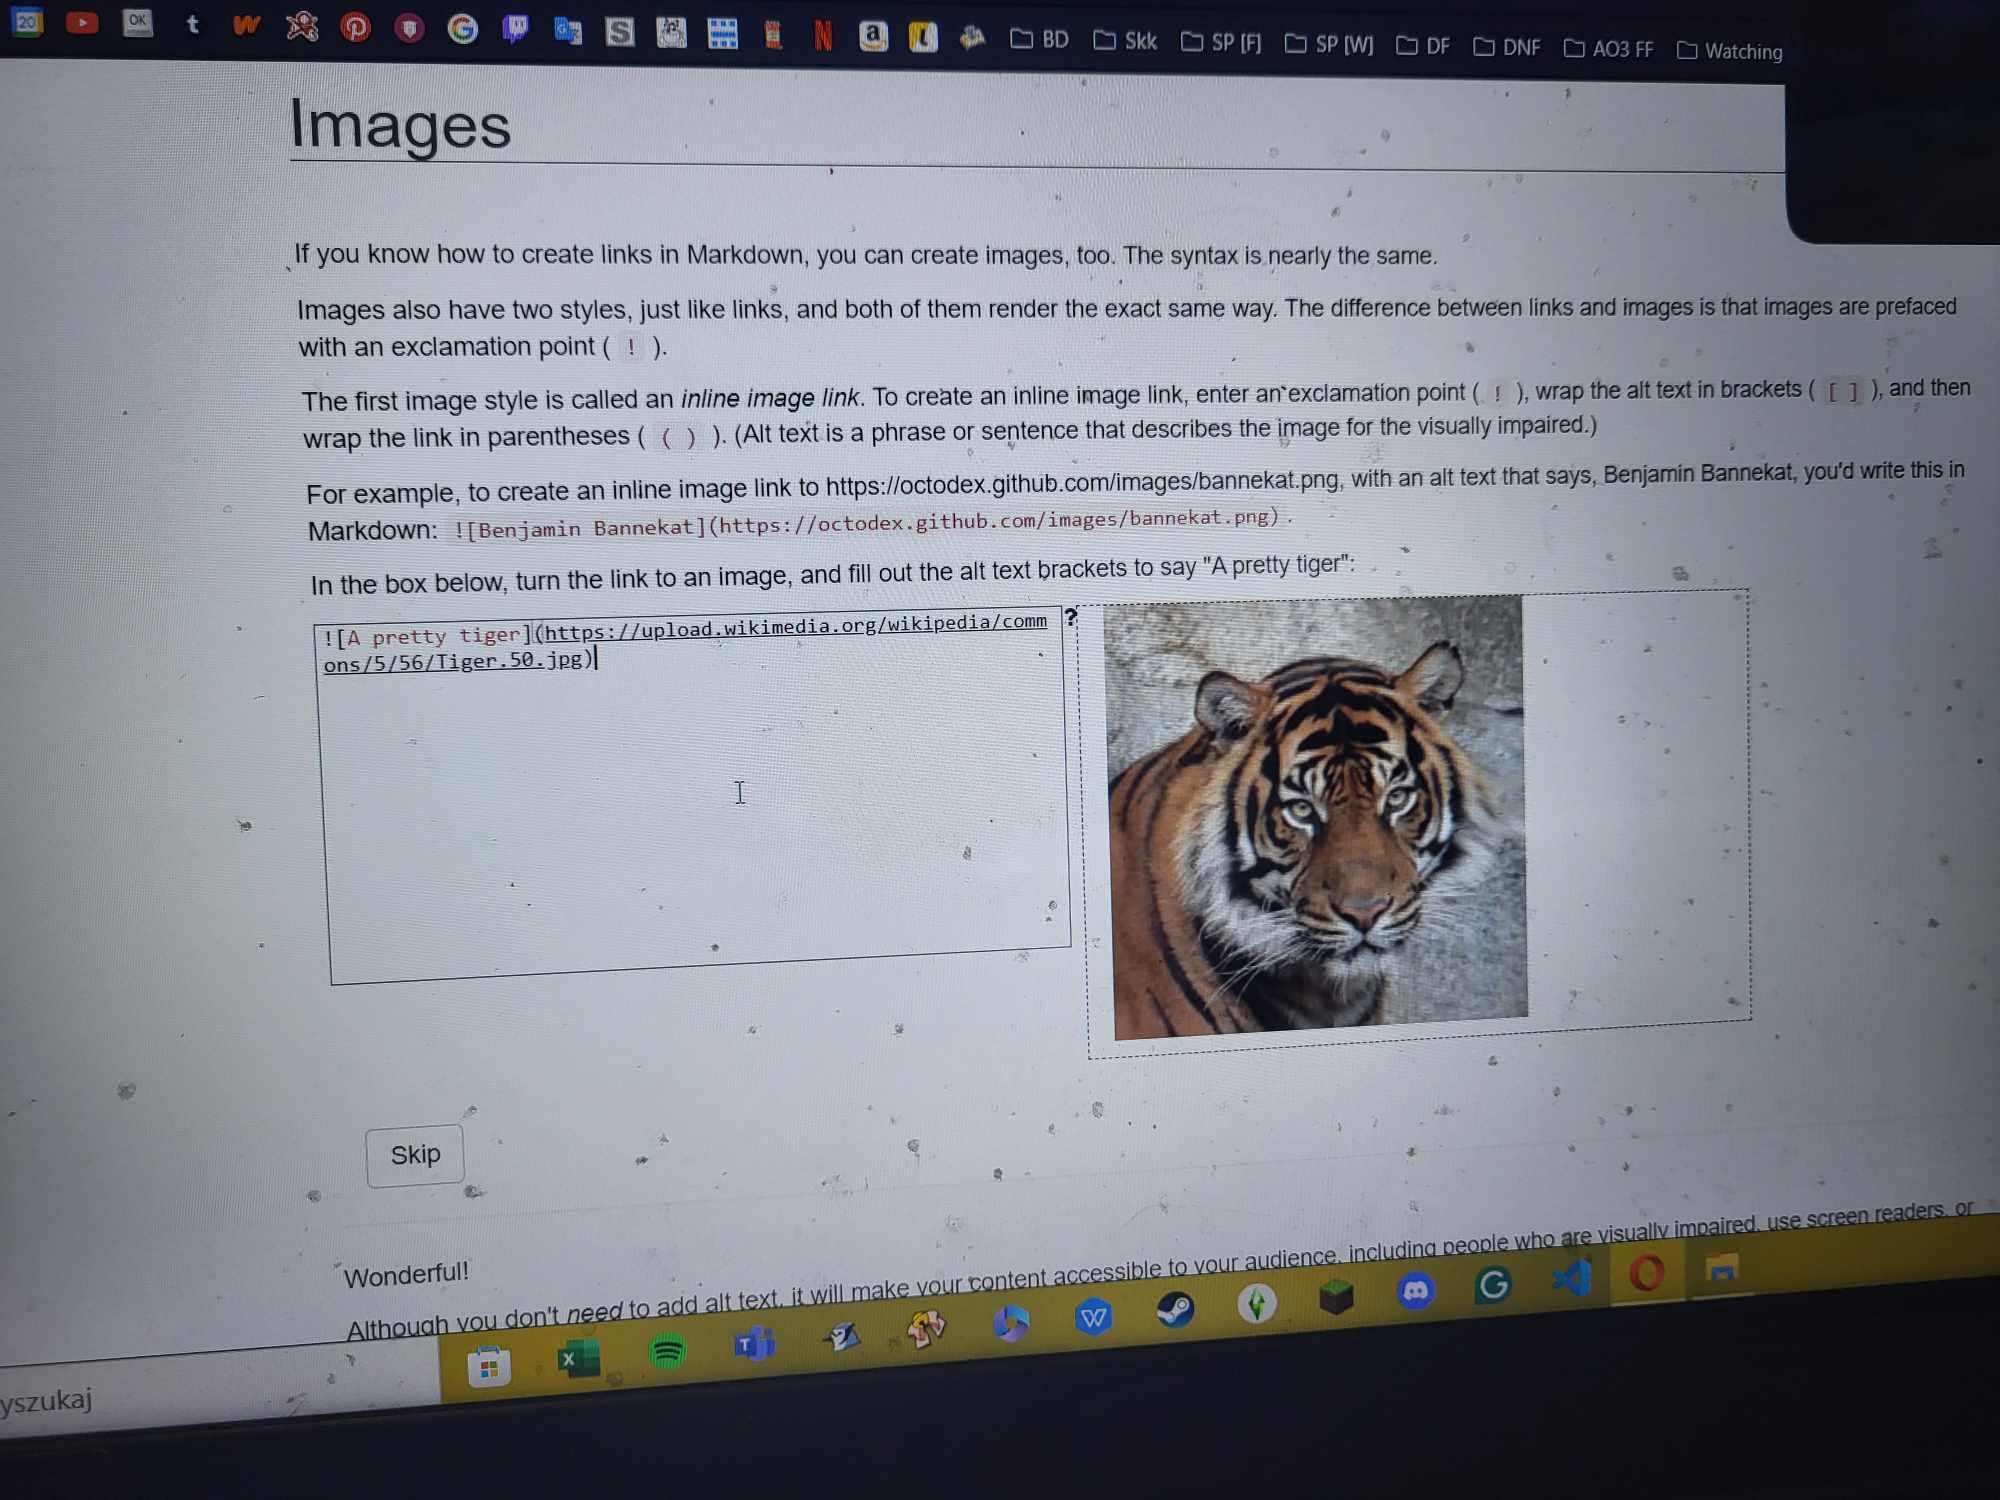 20
OK
t
G
S
N
a
L
BD
Skk
SP [F]
SP [W]
DF
DNF
AO3 FF
Watching
Images
If you know how to create links in Markdown, you can create images, too. The syntax is nearly the same.
Images also have two styles, just like links, and both of them render the exact same way. The difference between links and images is that images are prefaced
with an exclamation point ( ! ).
The first image style is called an inline image link. To create an inline image link, enter an exclamation point ( ! ), wrap the alt text in brackets ( [ ] ), and then
wrap the link in parentheses ( ( ) ). (Alt text is a phrase or sentence that describes the image for the visually impaired.)
For example, to create an inline image link to https://octodex.github.com/images/bannekat.png, with an alt text that says, Benjamin Bannekat, you'd write this in
Markdown: ![Benjamin Bannekat](https://octodex.github.com/images/bannekat.png).
In the box below, turn the link to an image, and fill out the alt text brackets to say "A pretty tiger":
![A pretty tiger](https://upload.wikimedia.org/wikipedia/comm
ons/5/56/Tiger.50.jpg)
?
Skip
Wonderful!
Although you don't need to add alt text, it will make your content accessible to your audience, including people who are visually impaired, use screen readers, or
yszukaj
X
T
W
G